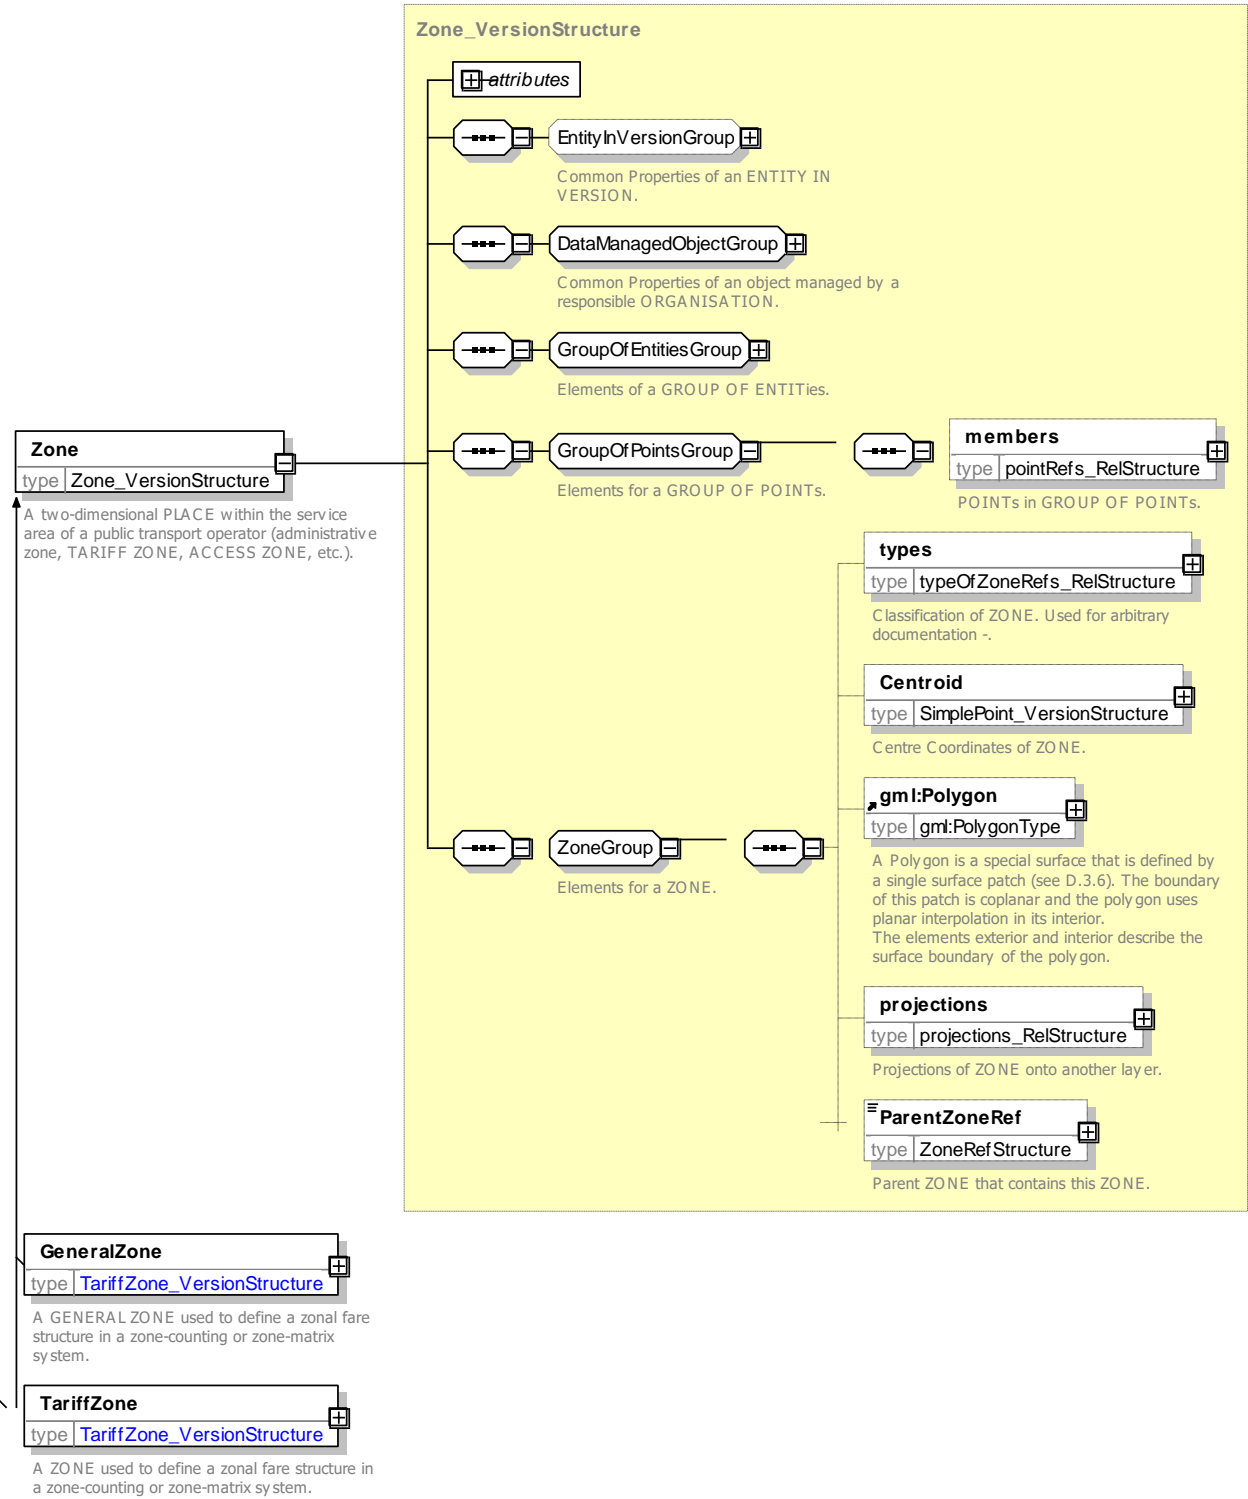 Zone_VersionStructure
attributes
EntityInVersionGroup
Common Properties of an ENTITY IN
VERSION.
DataManagedObjectGroup
Common Properties of an object managed by a
responsible ORGANISATION.
GroupOfEntitiesGroup
Elements of a GROUP OF ENTITies.
Zone
type Zone_VersionStructure
A two-dimensional PLACE within the service
area of a public transport operator (administrative
zone, TARIFF ZONE, ACCESS ZONE, etc.).
GroupOfPointsGroup
Elements for a GROUP OF POINTs.
members
type pointRefs_RelStructure
POINTs in GROUP OF POINTs.
types
type typeOfZoneRefs_RelStructure
Classification of ZONE. Used for arbitrary
documentation -.
Centroid
type SimplePoint_VersionStructure
Centre Coordinates of ZONE.
ZoneGroup
Elements for a ZONE.
gml:Polygon
type gml:PolygonType
A Polygon is a special surface that is defined by
a single surface patch (see D.3.6). The boundary
of this patch is coplanar and the polygon uses
planar interpolation in its interior.
The elements exterior and interior describe the
surface boundary of the polygon.
projections
type projections_RelStructure
Projections of ZONE onto another layer.
ParentZoneRef
type ZoneRefStructure
Parent ZONE that contains this ZONE.
GeneralZone
type TariffZone_VersionStructure
A GENERAL ZONE used to define a zonal fare
structure in a zone-counting or zone-matrix
system.
TariffZone
type TariffZone_VersionStructure
A ZONE used to define a zonal fare structure in
a zone-counting or zone-matrix system.